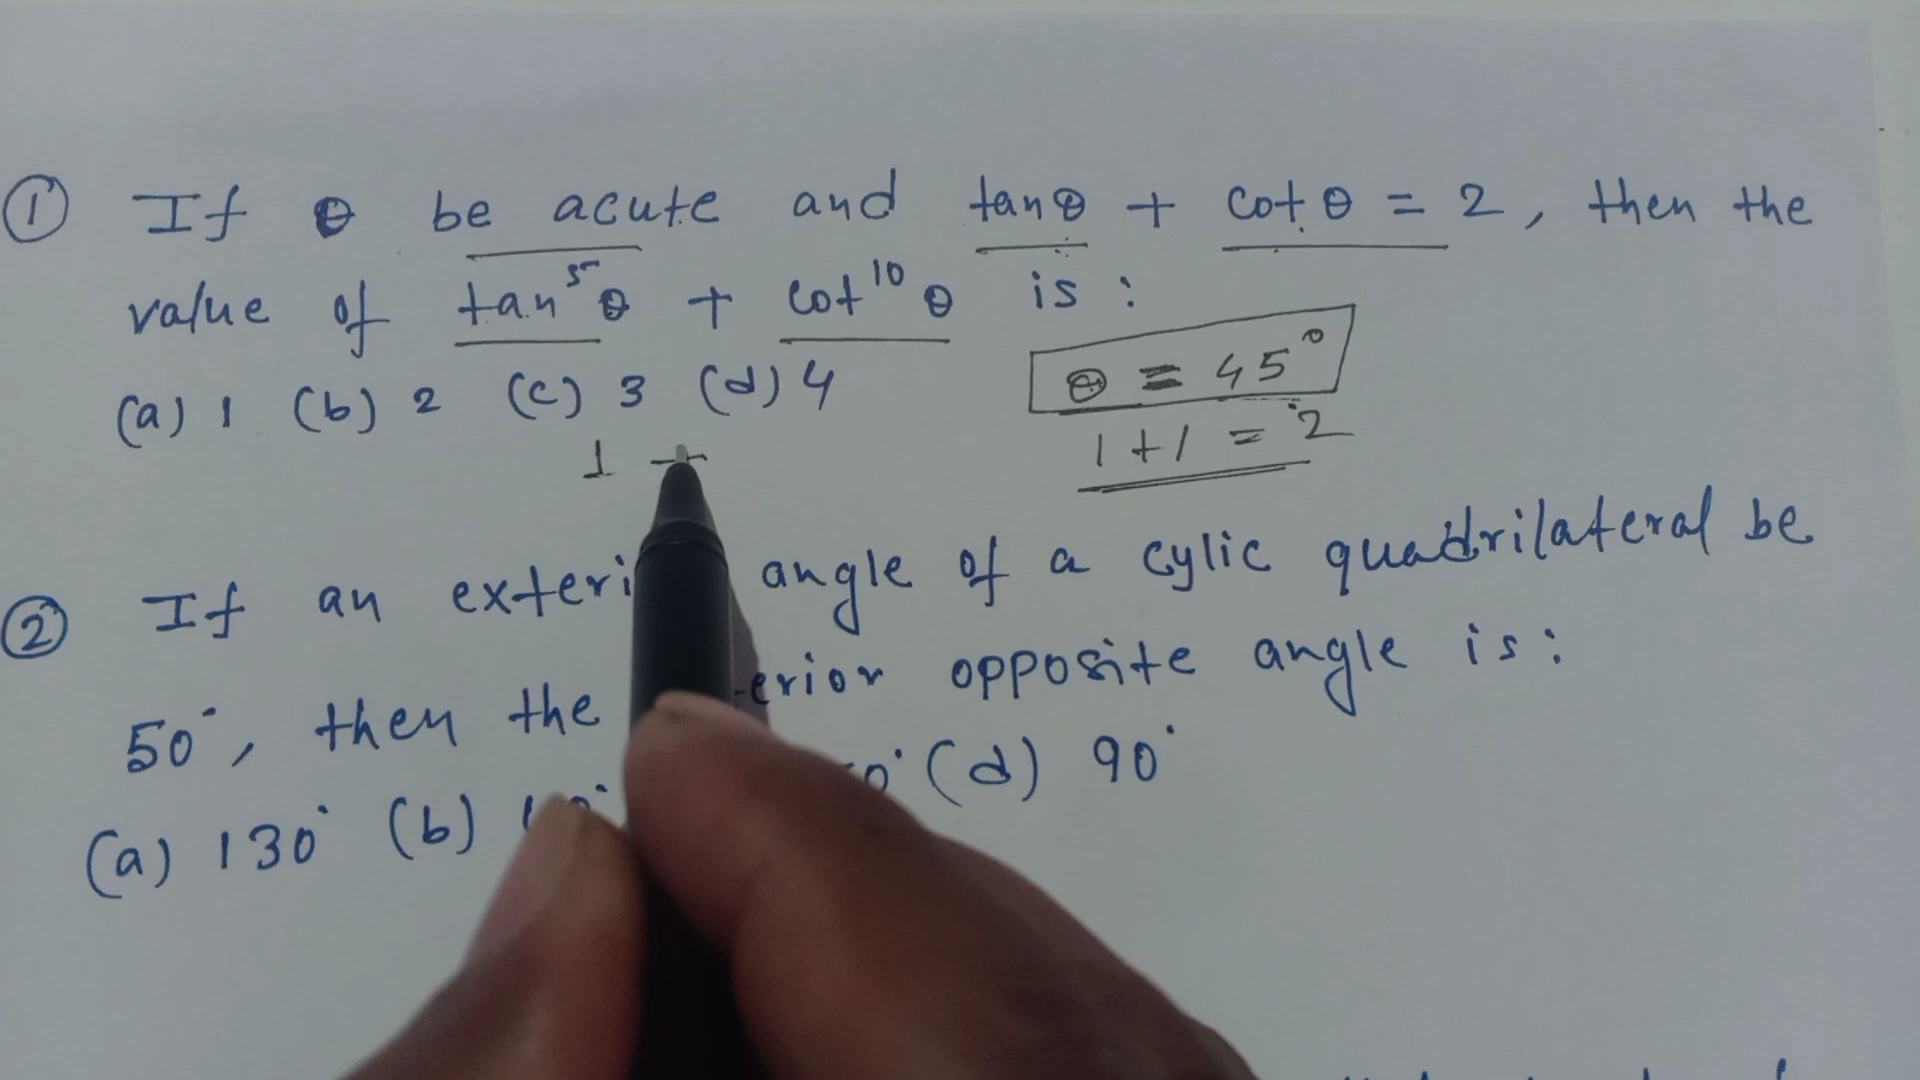 ① If θ be acute and tanθ + cotθ = 2, then the
value of tan⁵θ + cot¹⁰θ is :
θ = 45°
(a) 1 (b) 2 (c) 3 (d) 4
1 + 1 = 2
1 +
② If an exteri angle of a cylic quadrilateral be
50°, then the erior opposite angle is :
(a) 130° (b) (d) 90°